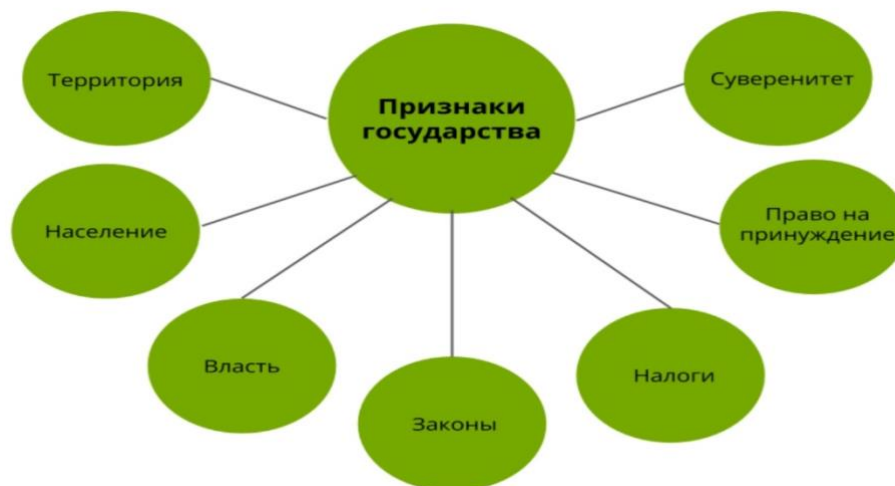 Территория
Признаки
государства
Суверенитет
Население
Право на
принуждение
Власть
Законы
Налоги